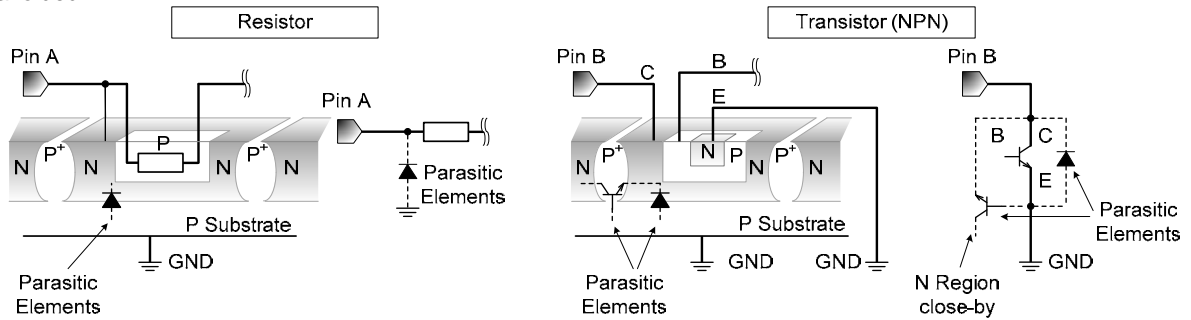 Resistor
Transistor (NPN)
Pin A
Pin B
C
B
E
Pin B
Pin A
N
P+
N
P
P+
N
Parasitic
Elements
N
P+
N
N
P
P+
N
B
C
E
Parasitic
Elements
P Substrate
P Substrate
GND
GND
GND
GND
Parasitic
Elements
Parasitic
Elements
N Region
close-by